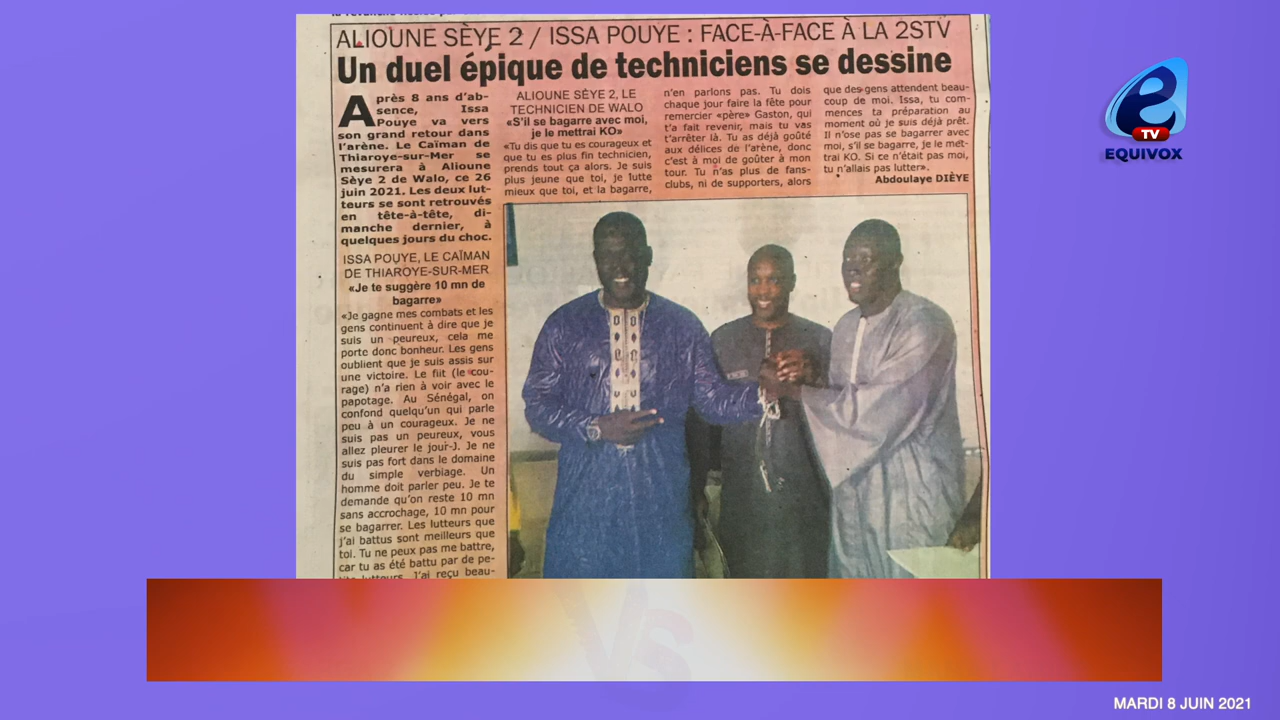 ALIOUNE SÈYE 2 / ISSA POUYE : FACE-À-FACE À LA 2STV
Un duel épique de techniciens se dessine
Après 8 ans d'ab-
sence, Issa
Pouye va vers
son grand retour dans
l'arène. Le Caïman de
Thiaroye-sur-Mer se
mesurera à Alioune
Sèye 2 de Walo, ce 26
juin 2021. Les deux lut-
teurs se sont retrouvés
en tête-à-tête, di-
manche dernier, à
quelques jours du choc.
ISSA POUYE, LE CAÏMAN
DE THIAROYE-SUR-MER
«Je te suggère 10 mn de
bagarre»
«Je gagne mes combats et les
gens continuent à dire que je
suis un peureux, cela me
porte donc bonheur. Les gens
oublient que je suis assis sur
une victoire. Le fiit (le cou-
rage) n'a rien à voir avec le
papotage. Au Sénégal, on
confond quelqu'un qui parle
peu à un courageux. Je ne
suis pas un peureux, vous
allez pleurer le jour-J. Je ne
suis pas fort dans le domaine
du simple verbiage. Un
homme doit parler peu. Je te
demande qu'on reste 10 mn
sans accrochage, 10 mn pour
se bagarrer. Les lutteurs que
j'ai battus sont meilleurs que
toi. Tu ne peux pas me battre,
car tu as été battu par de pe-
lutteurs. J'ai reçu beau-
ALIOUNE SÈYE 2, LE
TECHNICIEN DE WALO
«S'il se bagarre avec moi,
je le mettrai KO»
«Tu dis que tu es courageux et
que tu es plus fin technicien,
prends tout ça alors. Je suis
plus jeune que toi, je lutte
mieux que toi, et la bagarre,
n'en parlons pas. Tu dois
chaque jour faire la fête pour
remercier «père» Gaston, qui
t'a fait revenir, mais tu vas
t'arrêter là. Tu as déjà goûté
aux délices de l'arène, donc
c'est à moi de goûter à mon
tour. Tu n'as plus de fans-
clubs, ni de supporters, alors
que des gens attendent beau-
coup de moi. Issa, tu com-
mences ta préparation au
moment où je suis déjà prêt.
Il n'ose pas se bagarrer avec
moi, s'il se bagarre, je le met-
trai KO. Si ce n'était pas moi,
tu n'allais pas lutter».
Abdoulaye DIÈYE
e
TV
EQUIVOX
VS
MARDI 8 JUIN 2021